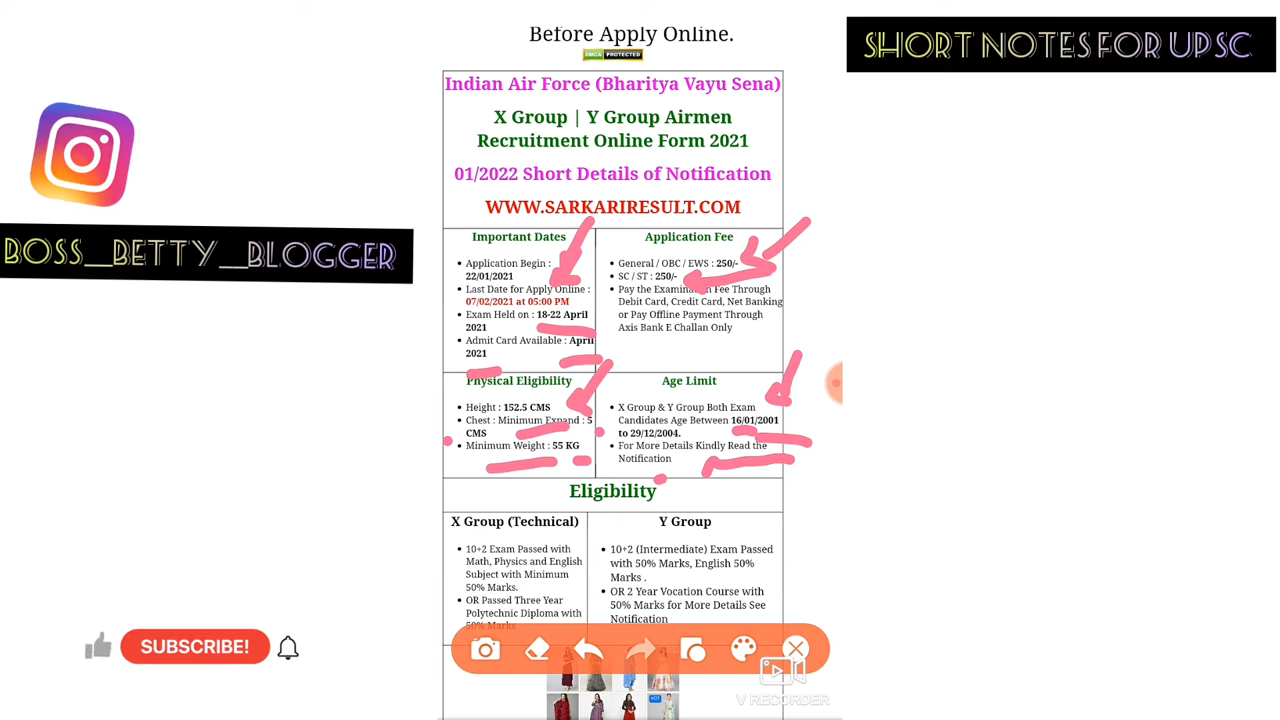 Before Apply Online.
DMCA PROTECTED
SHORT NOTES FOR UPSC
Indian Air Force (Bharitya Vayu Sena)
X Group | Y Group Airmen
Recruitment Online Form 2021
01/2022 Short Details of Notification
WWW.SARKARIRESULT.COM
BOSS_BETTY_BLOGGER
Important Dates
Application Begin :
22/01/2021
Last Date for Apply Online :
07/02/2021 at 05:00 PM
Exam Held on : 18-22 April
2021
Admit Card Available : April
2021
Application Fee
General / OBC / EWS : 250/-
SC / ST : 250/-
Pay the Examination Fee Through
Debit Card, Credit Card, Net Banking
or Pay Offline Payment Through
Axis Bank E Challan Only
Physical Eligibility
Height : 152.5 CMS
Chest : Minimum Expand : 5
CMS
Minimum Weight : 55 KG
Age Limit
X Group & Y Group Both Exam
Candidates Age Between 16/01/2001
to 29/12/2004.
For More Details Kindly Read the
Notification
Eligibility
X Group (Technical)
10+2 Exam Passed with
Math, Physics and English
Subject with Minimum
50% Marks.
OR Passed Three Year
Polytechnic Diploma with
50% Marks
Y Group
10+2 (Intermediate) Exam Passed
with 50% Marks, English 50%
Marks .
OR 2 Year Vocation Course with
50% Marks for More Details See
Notification
SUBSCRIBE!
HOT
V RECORDER